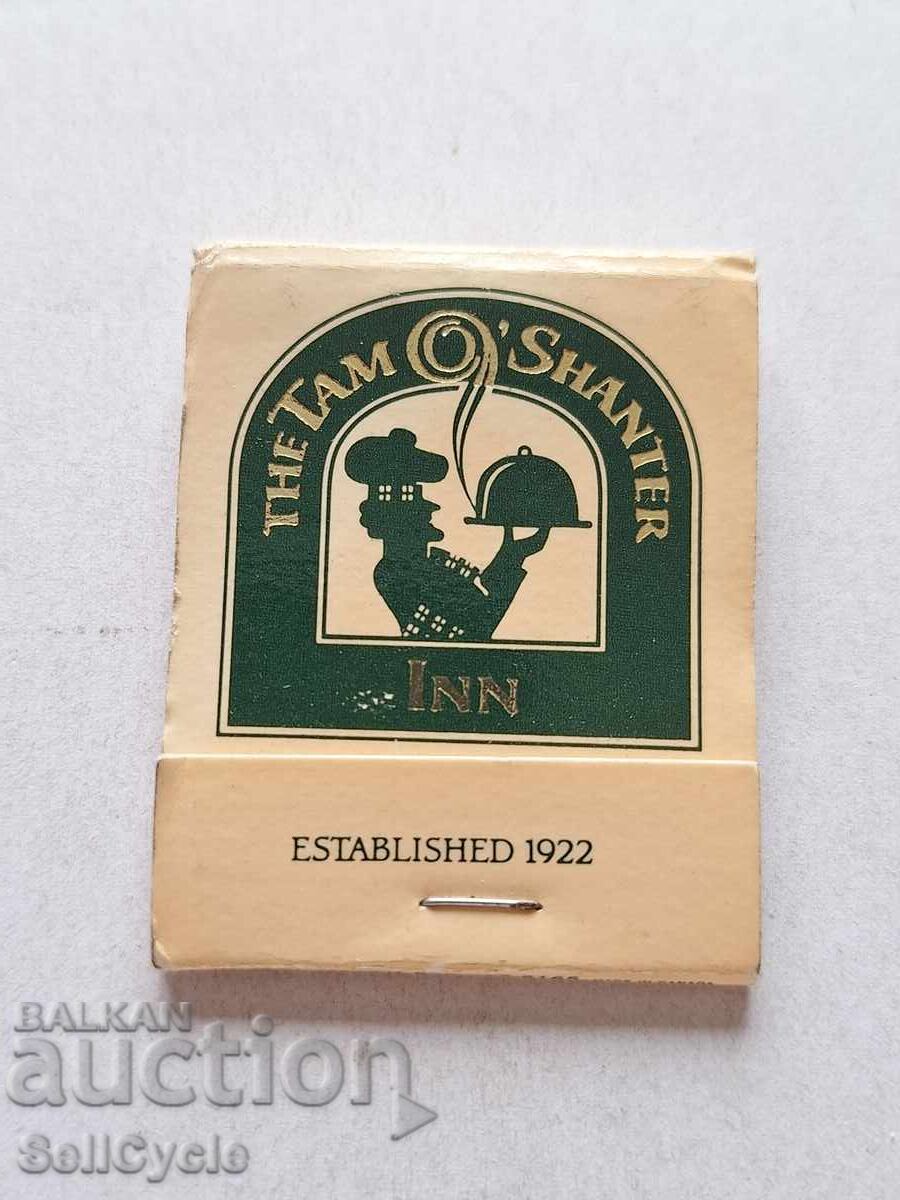 THE TAM O'SHANTER
INN
ESTABLISHED 1922
BALKAN
auction
SellCycle